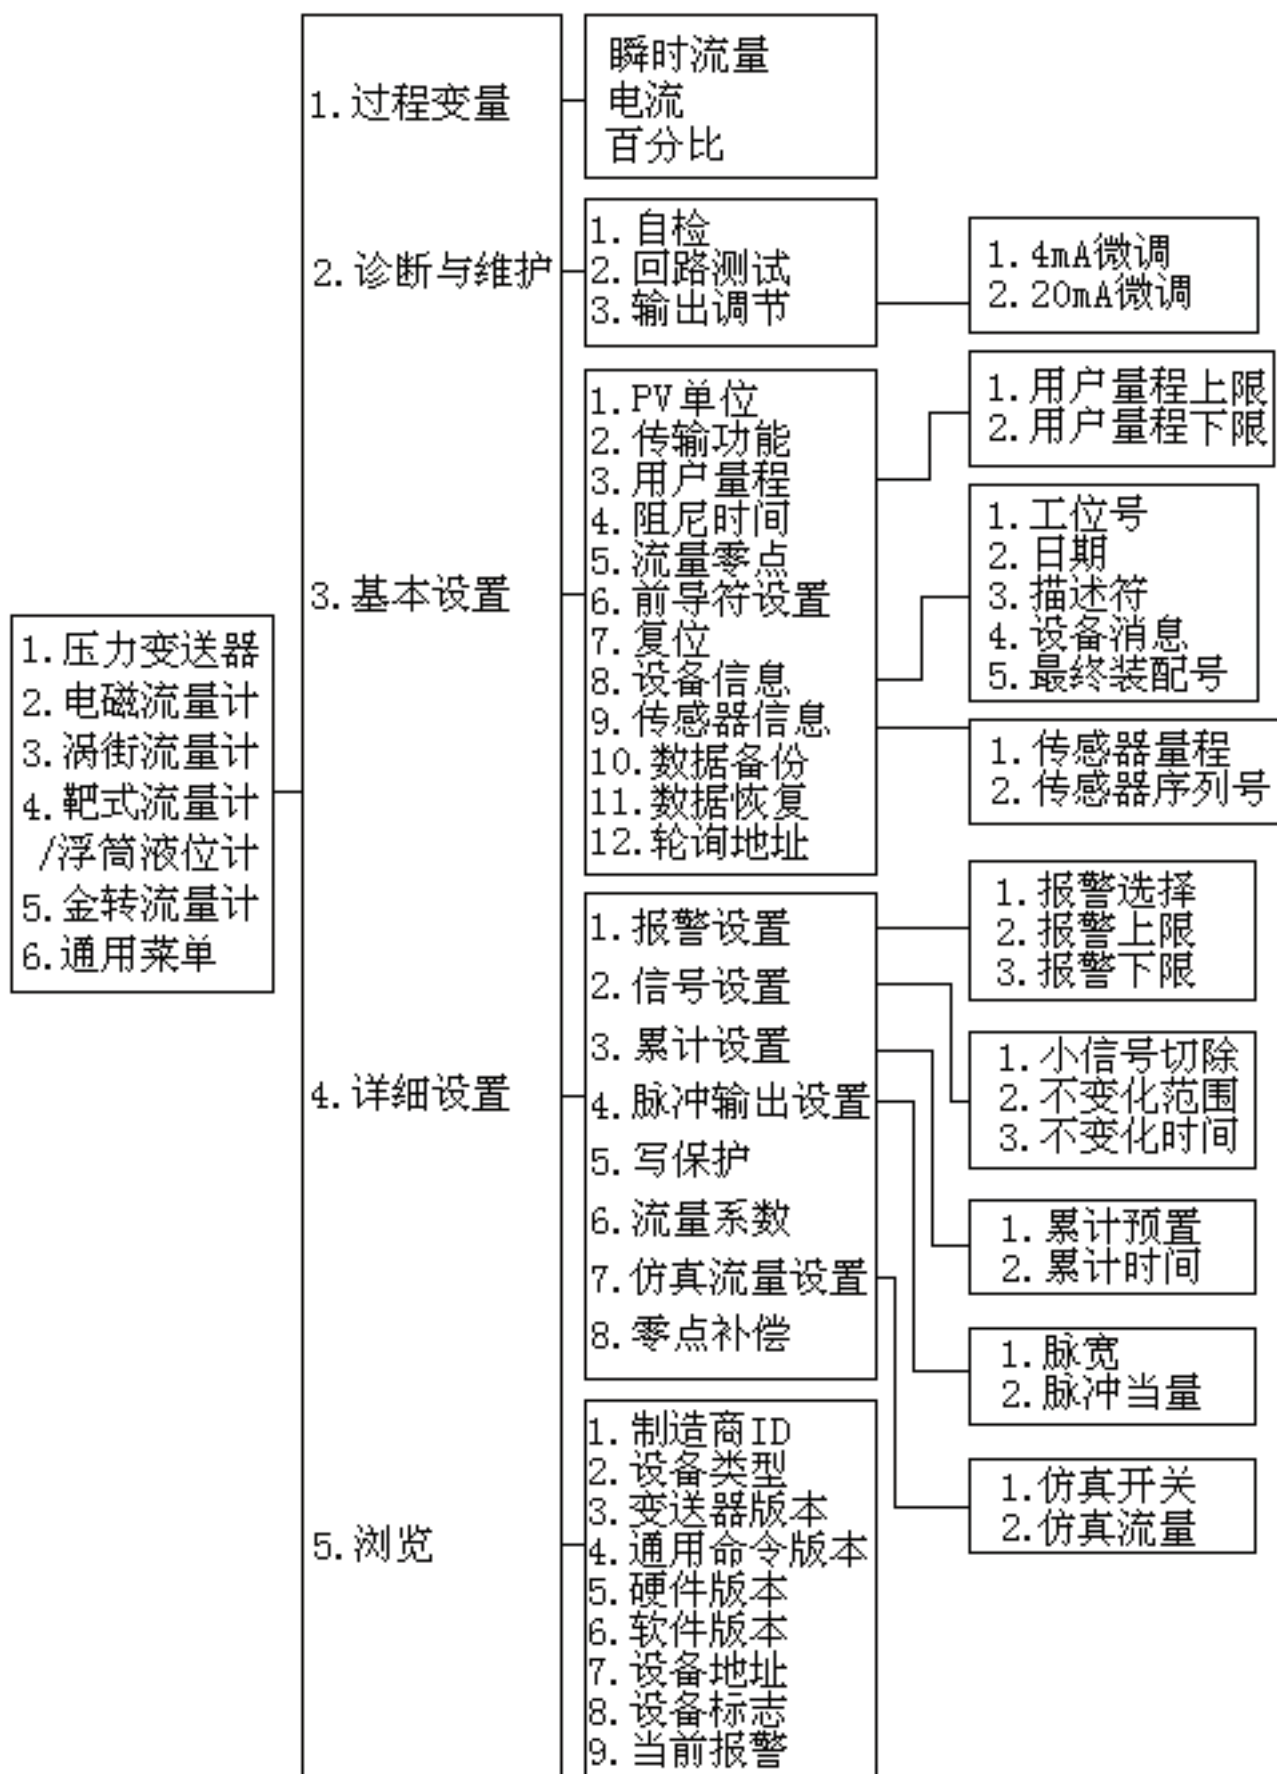 1.压力变送器
2.电磁流量计
3.涡街流量计
4.靶式流量计
/浮筒液位计
5.金转流量计
6.通用菜单
1.过程变量
2.诊断与维护
3.基本设置
4.详细设置
5.浏览
瞬时流量
电流
百分比
1.自检
2.回路测试
3.输出调节
1.4mA微调
2.20mA微调
1.PV单位
2.传输功能
3.用户量程
4.阻尼时间
5.流量零点
6.前导符设置
7.复位
8.设备信息
9.传感器信息
10.数据备份
11.数据恢复
12.轮询地址
1.用户量程上限
2.用户量程下限
1.工位号
2.日期
3.描述符
4.设备消息
5.最终装配号
1.传感器量程
2.传感器序列号
1.报警设置
2.信号设置
3.累计设置
4.脉冲输出设置
5.写保护
6.流量系数
7.仿真流量设置
8.零点补偿
1.报警选择
2.报警上限
3.报警下限
1.小信号切除
2.不变化范围
3.不变化时间
1.累计预置
2.累计时间
1.脉宽
2.脉冲当量
1.仿真开关
2.仿真流量
1.制造商ID
2.设备类型
3.变送器版本
4.通用命令版本
5.硬件版本
6.软件版本
7.设备地址
8.设备标志
9.当前报警